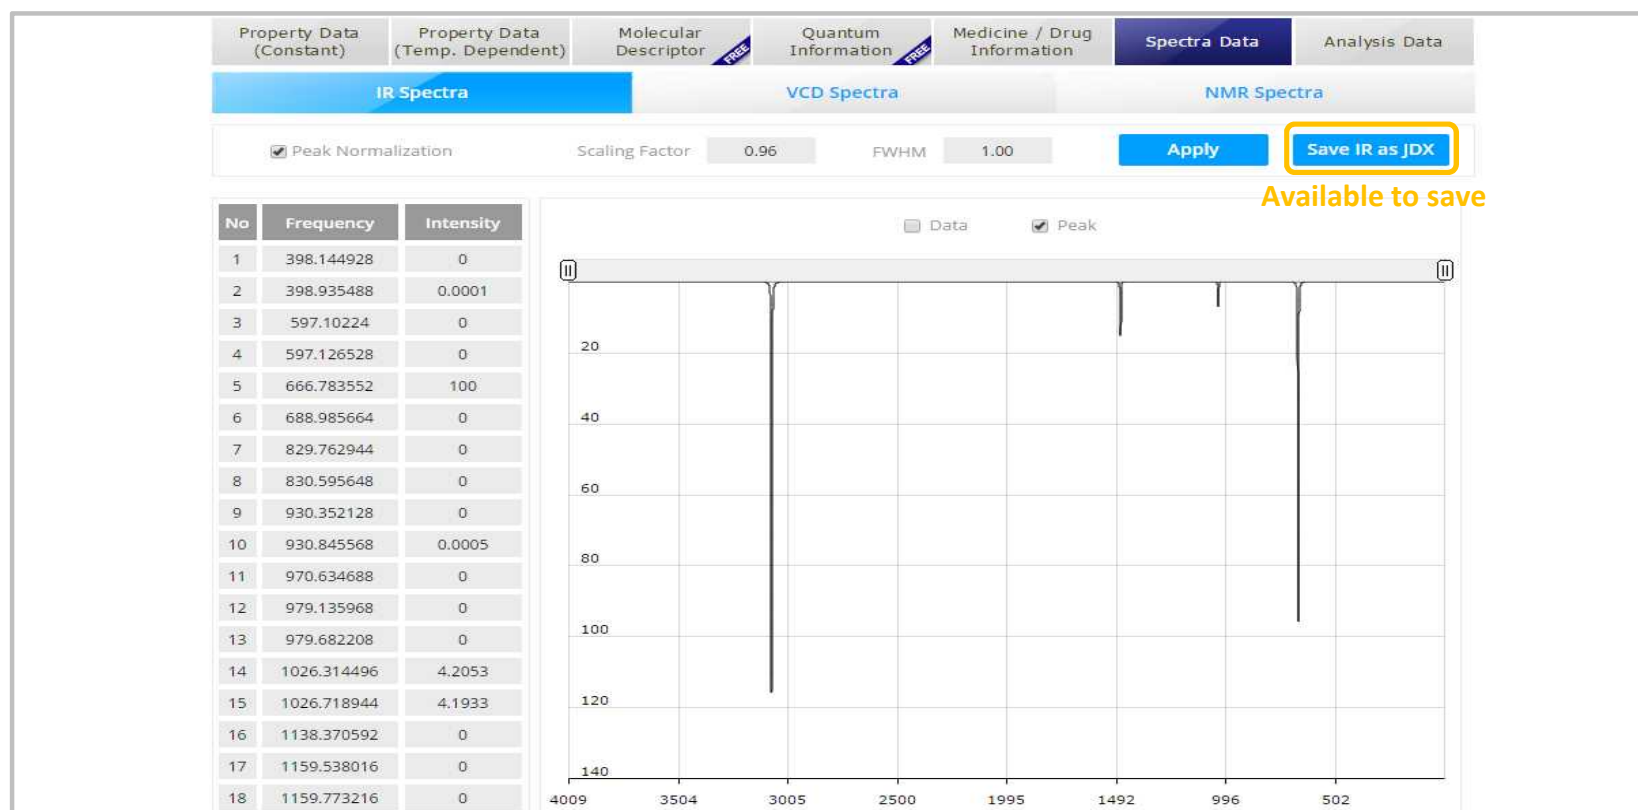 Property Data
(Constant)
Property Data
(Temp. Dependent)
Molecular
Descriptor
FREE
Quantum
Information
FREE
Medicine / Drug
Information
Spectra Data
Analysis Data
IR Spectra
VCD Spectra
NMR Spectra
Peak Normalization
Scaling Factor
0.96
FWHM
1.00
Apply
Save IR as JDX
Available to save
No Frequency Intensity
1 398.144928 0
2 398.935488 0.0001
3 597.10224 0
4 597.126528 0
5 666.783552 100
6 688.985664 0
7 829.762944 0
8 830.595648 0
9 930.352128 0
10 930.845568 0.0005
11 970.634688 0
12 979.135968 0
13 979.682208 0
14 1026.314496 4.2053
15 1026.718944 4.1933
16 1138.370592 0
17 1159.538016 0
18 1159.773216 0
Data
Peak
20
40
60
80
100
120
140
4009 3504 3005 2500 1995 1492 996 502